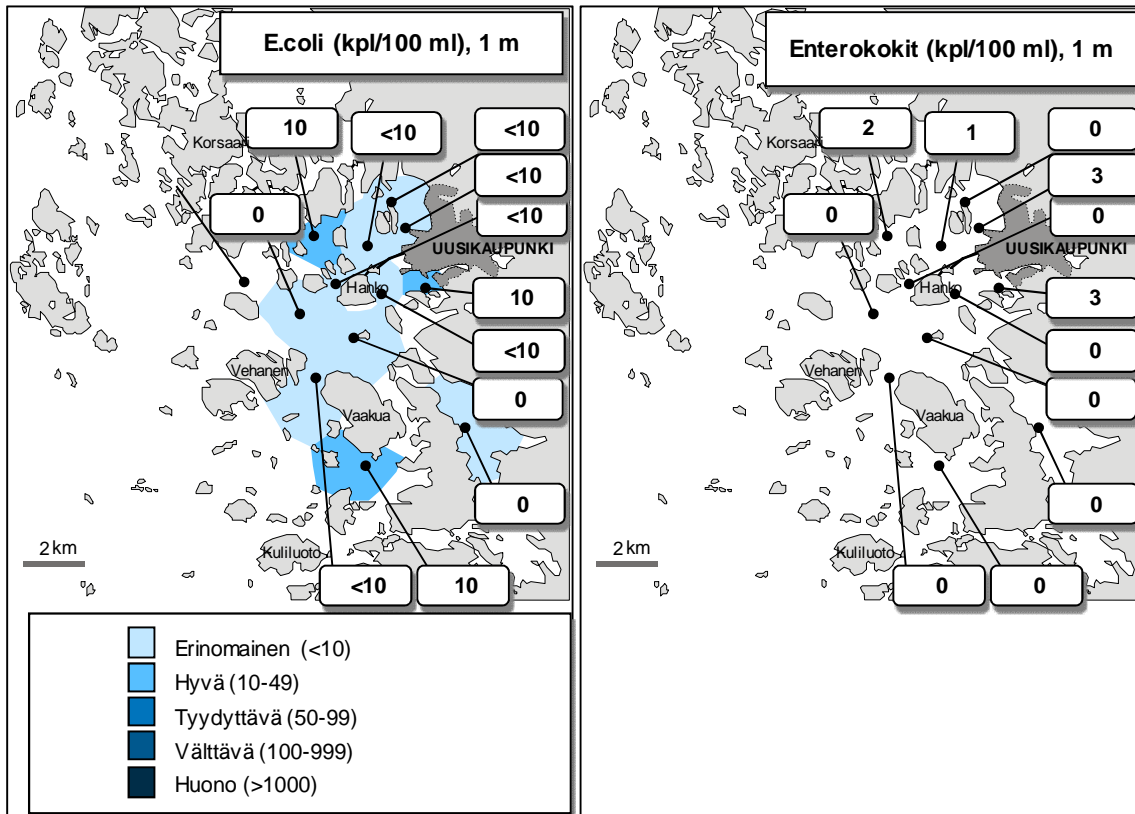 E.coli (kpl/100 ml), 1 m
10
<10
<10
Korsaari
<10
0
<10
UUSIKAUPUNKI
Hanko
10
<10
Vehanen
0
Vaakua
0
2 km
Kuliluoto
<10
10
Erinomainen (<10)
Hyvä (10-49)
Tyydyttävä (50-99)
Välttävä (100-999)
Huono (>1000)
Enterokokit (kpl/100 ml), 1 m
2
1
0
Korsaari
3
0
0
UUSIKAUPUNKI
Hanko
3
0
Vehanen
0
Vaakua
0
2 km
Kuliluoto
0
0